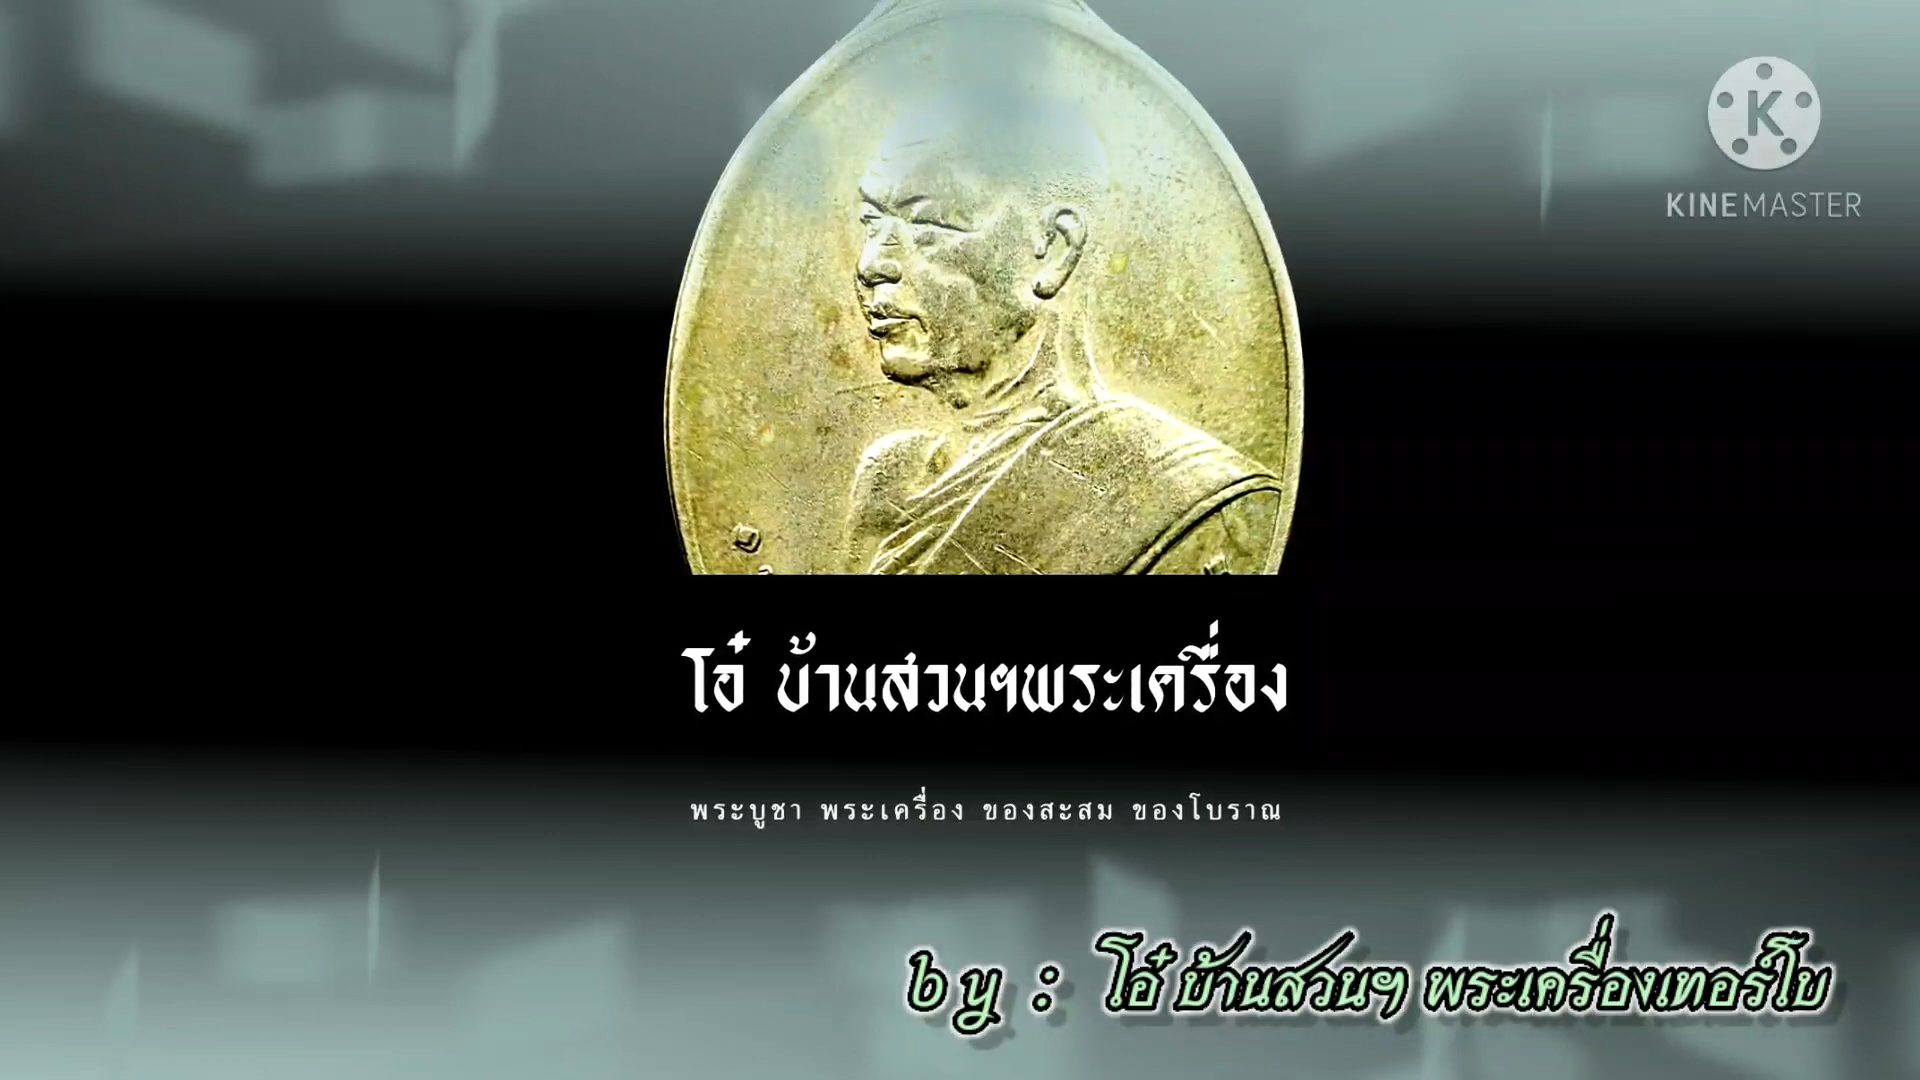 K
KINEMASTER
โอ๋ บ้านสวนฯพระเครื่อง
พระบูชา พระเครื่อง ของสะสม ของโบราณ
by : โอ๋ บ้านสวนฯ พระเครื่องเทอร์โบ